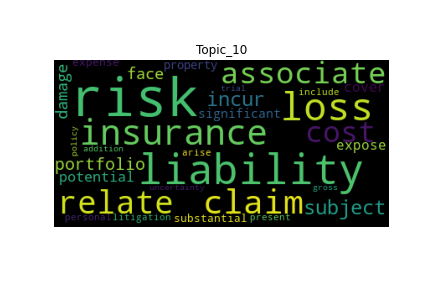 Topic_10
expense property
damage face associate
trial include cover
risk incur loss
significant
policy insurance cost
addition arise expose
portfolio liability
potential uncertainty gross
relate claim subject
personal litigation substantial present